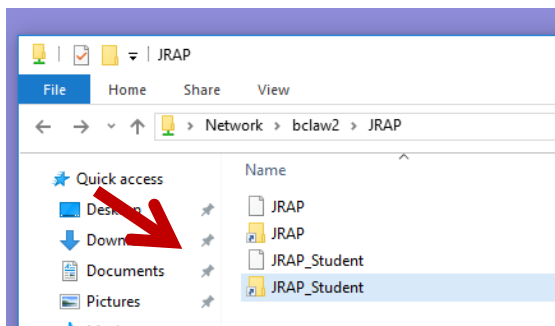 JRAP
File Home Share View
Network > bclaw2 > JRAP
Quick access
Name
Documents
Pictures
JRAP
JRAP
JRAP_Student
JRAP_Student